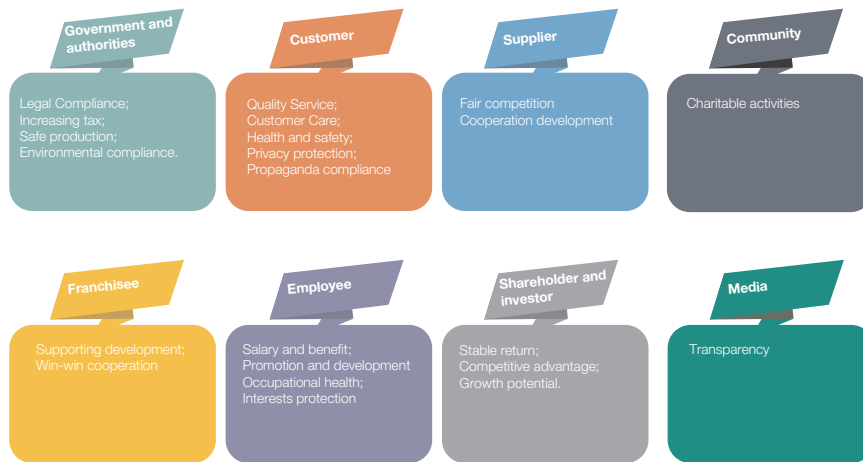 Government and
authorities
Legal Compliance;
Increasing tax;
Safe production;
Environmental compliance.
Customer
Quality Service;
Customer Care;
Health and safety;
Privacy protection;
Propaganda compliance
Supplier
Fair competition
Cooperation development
Community
Charitable activities
Franchisee
Supporting development;
Win-win cooperation
Employee
Salary and benefit;
Promotion and development
Occupational health;
Interests protection
Shareholder and
investor
Stable return;
Competitive advantage;
Growth potential.
Media
Transparency